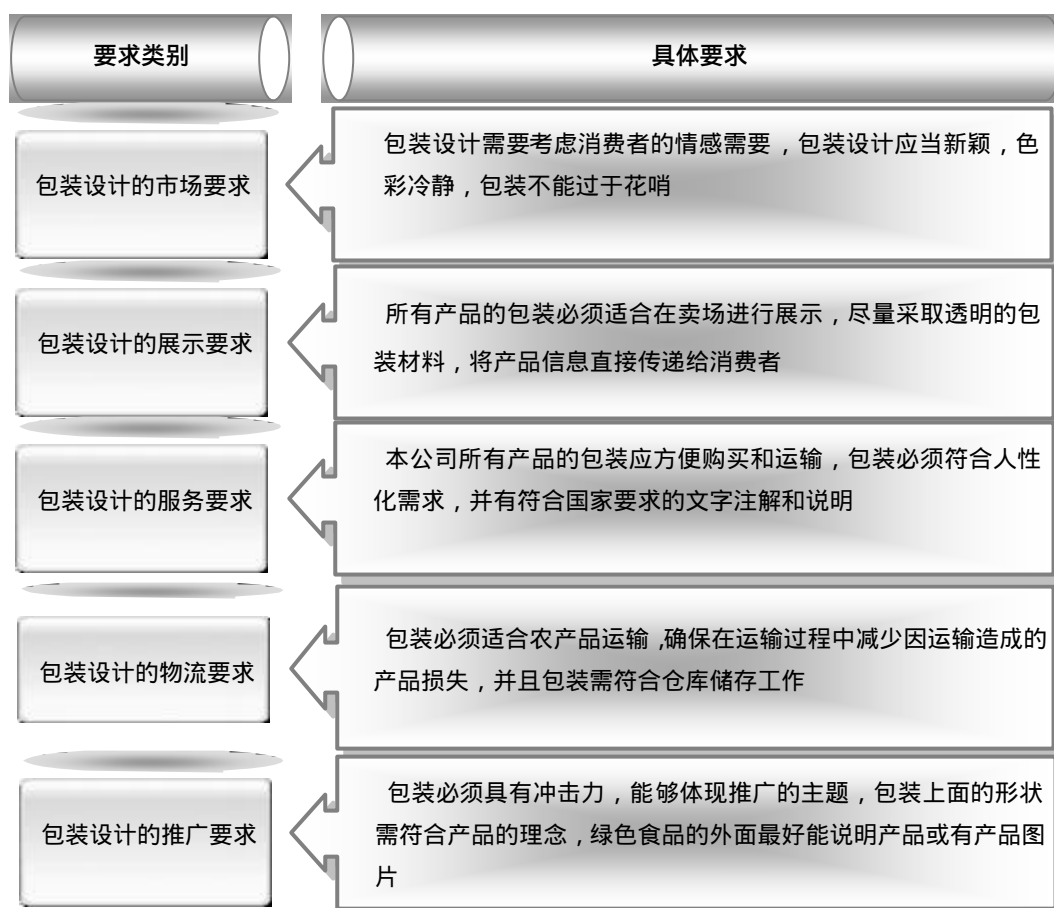 要求类别
具体要求
包装设计的市场要求
包装设计需要考虑消费者的情感需要，包装设计应当新颖，色
彩冷静，包装不能过于花哨
包装设计的展示要求
所有产品的包装必须适合在卖场进行展示，尽量采取透明的包
装材料，将产品信息直接传递给消费者
包装设计的服务要求
本公司所有产品的包装应方便购买和运输，包装必须符合人性
化需求，并有符合国家要求的文字注解和说明
包装设计的物流要求
包装必须适合农产品运输,确保在运输过程中减少因运输造成的
产品损失，并且包装需符合仓库储存工作
包装设计的推广要求
包装必须具有冲击力，能够体现推广的主题，包装上面的形状
需符合产品的理念，绿色食品的外面最好能说明产品或有产品图
片